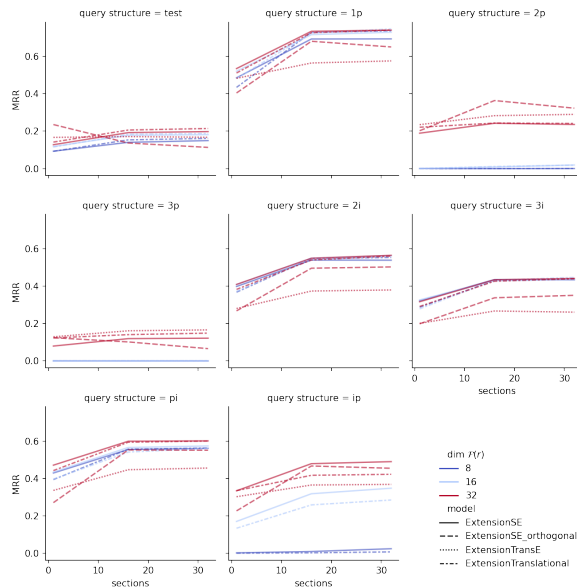 query structure = test
query structure = 1p
query structure = 2p
MRR
0.6
0.4
0.2
0.0
query structure = 3p
query structure = 2i
query structure = 3i
MRR
0.6
0.4
0.2
0.0
0 10 20 30
sections
query structure = pi
query structure = ip
MRR
0.6
0.4
0.2
0.0
0 10 20 30
sections
0 10 20 30
sections
dim 𝓕(r)
8
16
32
model
ExtensionSE
ExtensionSE_orthogonal
ExtensionTransE
ExtensionTranslational